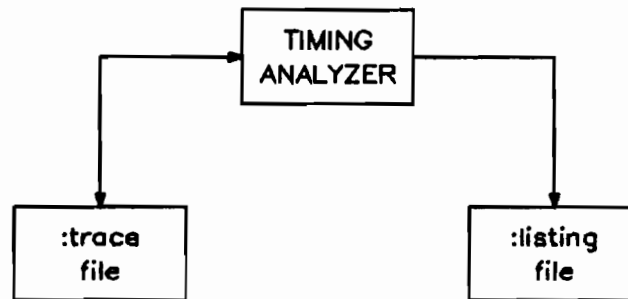 TIMING
ANALYZER
:trace
file
:listing
file